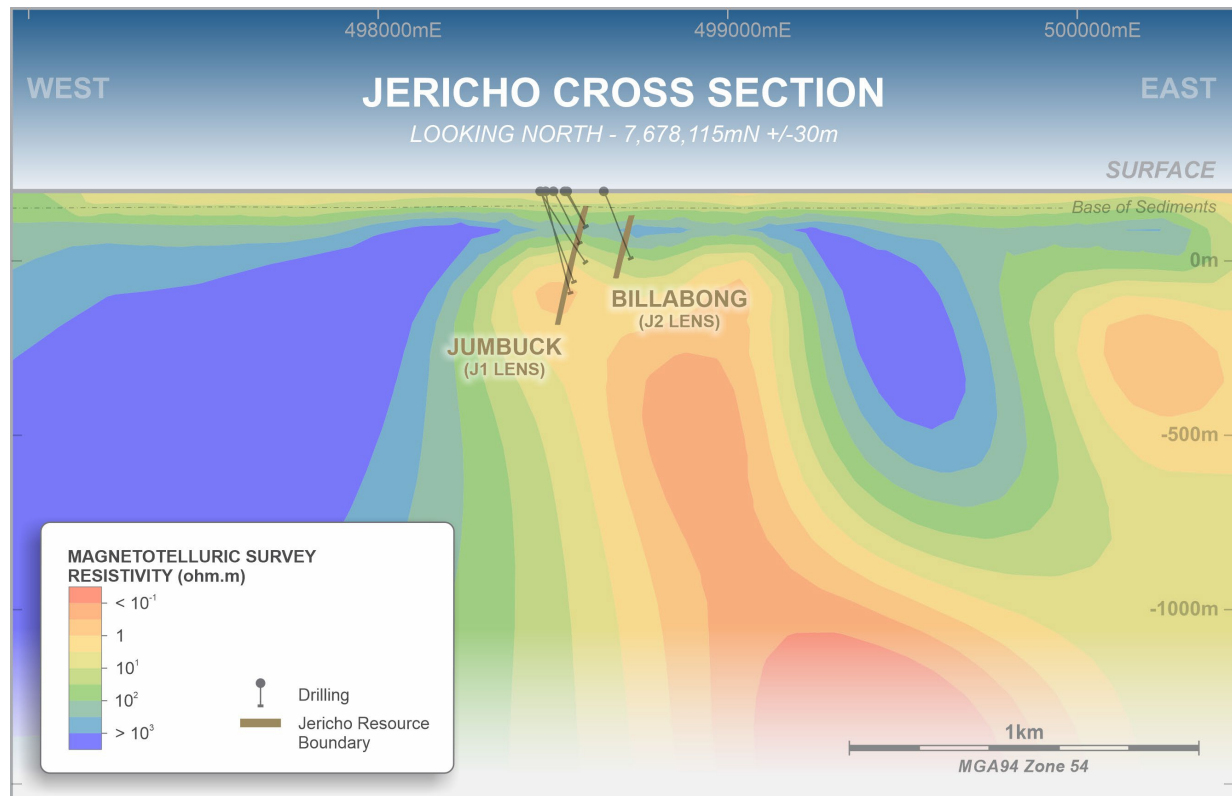 498000mE 499000mE 500000mE
WEST
JERICHO CROSS SECTION
EAST
LOOKING NORTH - 7,678,115mN +/-30m
SURFACE
Base of Sediments
0m
BILLABONG
(J2 LENS)
JUMBUCK
(J1 LENS)
-500m
MAGNETOTELLURIC SURVEY
RESISTIVITY (ohm.m)
< 10⁻¹
1
10¹
10²
> 10³
Drilling
Jericho Resource
Boundary
-1000m
1km
MGA94 Zone 54